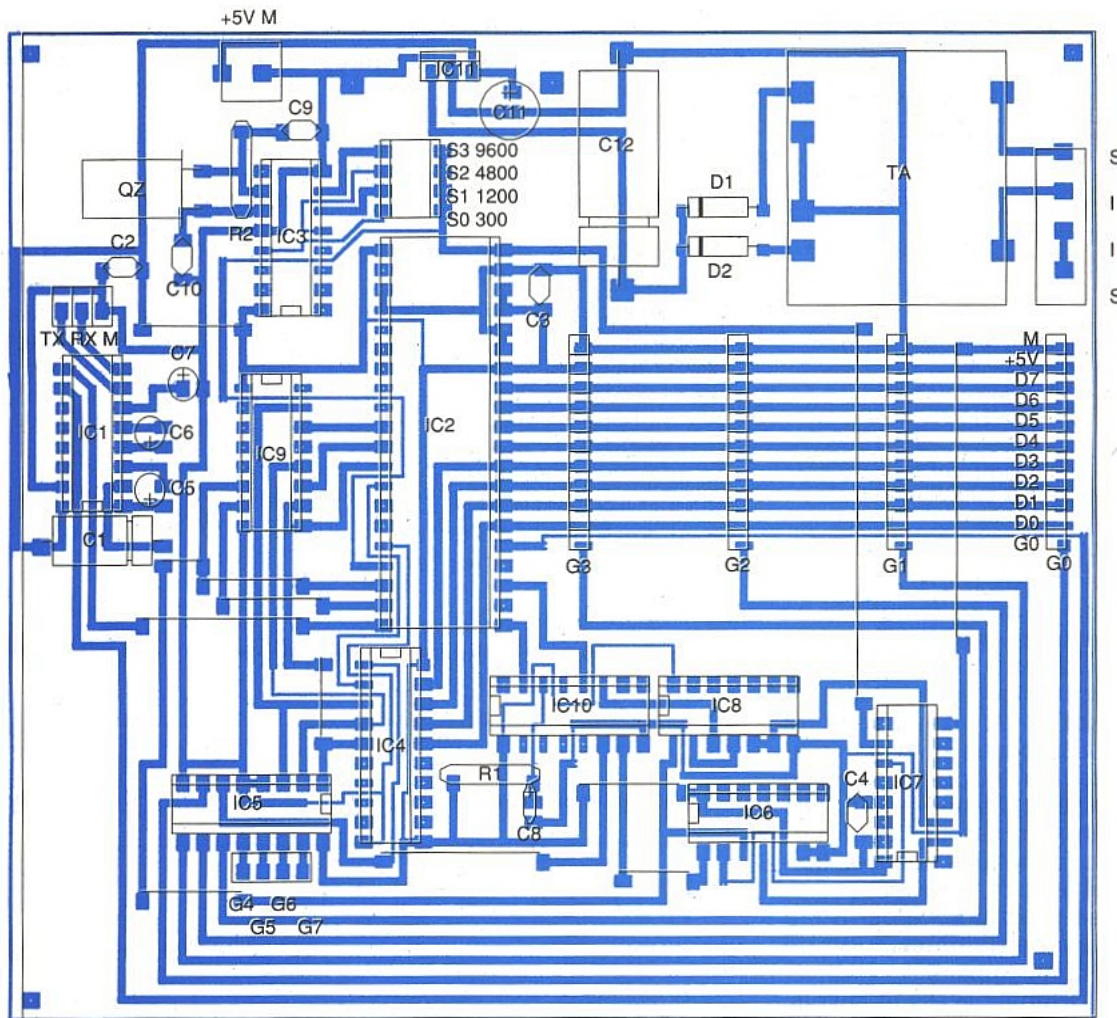 +5V M
IC11
C9
C11
C12
S3 9600
S2 4800
S1 1200
S0 300
QZ
D1
TA
S
I
I
S
R2
IC3
C2
C10
D2
C3
TX RX M
C7
M
+5V
D7
D6
D5
D4
D3
D2
D1
D0
G0
IC1
C6
IC9
IC2
C5
C1
G3
G2
G1
G0
IC10
IC8
IC4
IC7
R1
C4
IC5
C8
IC6
G4 G6
G5 G7